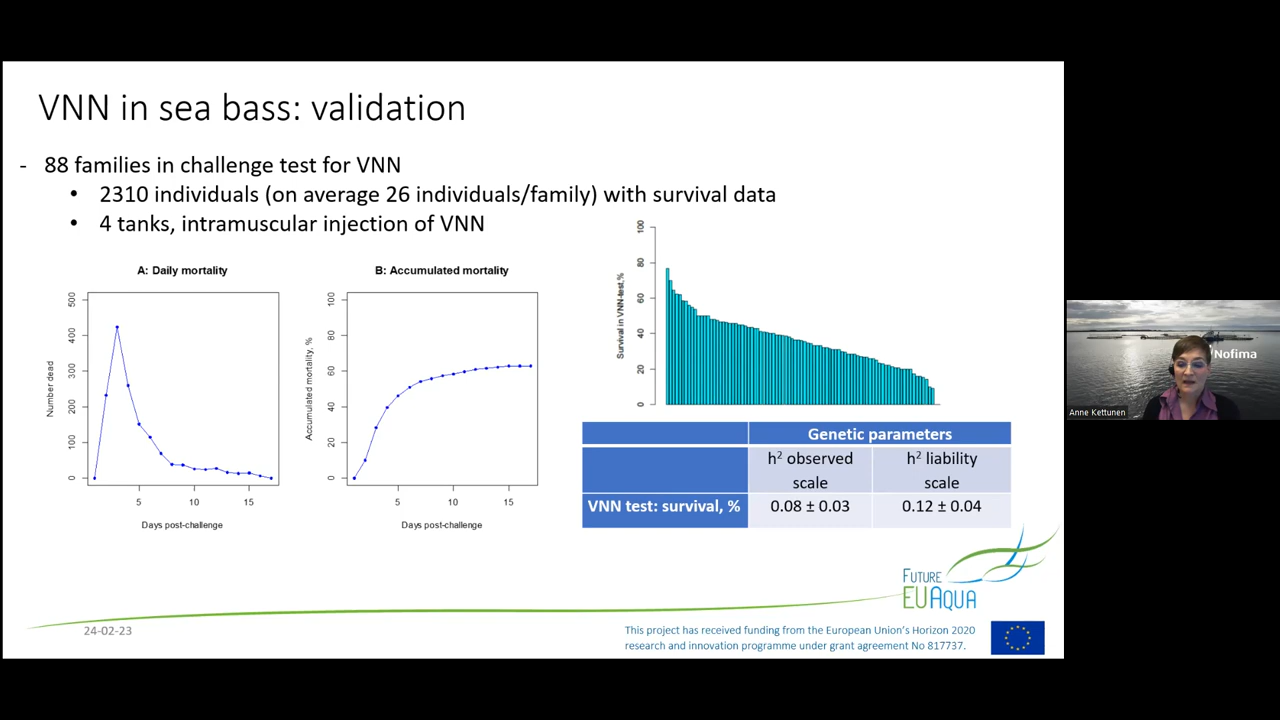 VNN in sea bass: validation
- 88 families in challenge test for VNN
• 2310 individuals (on average 26 individuals/family) with survival data
• 4 tanks, intramuscular injection of VNN
A: Daily mortality
Number dead
0 100 200 300 400 500
5 10 15
Days post-challenge
B: Accumulated mortality
Accumulated mortality, %
0 20 40 60 80 100
5 10 15
Days post-challenge
Survival in VNN-test,%
0 20 40 60 80 100
Genetic parameters
h² observed scale
h² liability scale
VNN test: survival, % 0.08 ± 0.03 0.12 ± 0.04
Nofima
Anne Kettunen
FUTURE
EUAQUA
24-02-23
This project has received funding from the European Union's Horizon 2020
research and innovation programme under grant agreement No 817737.